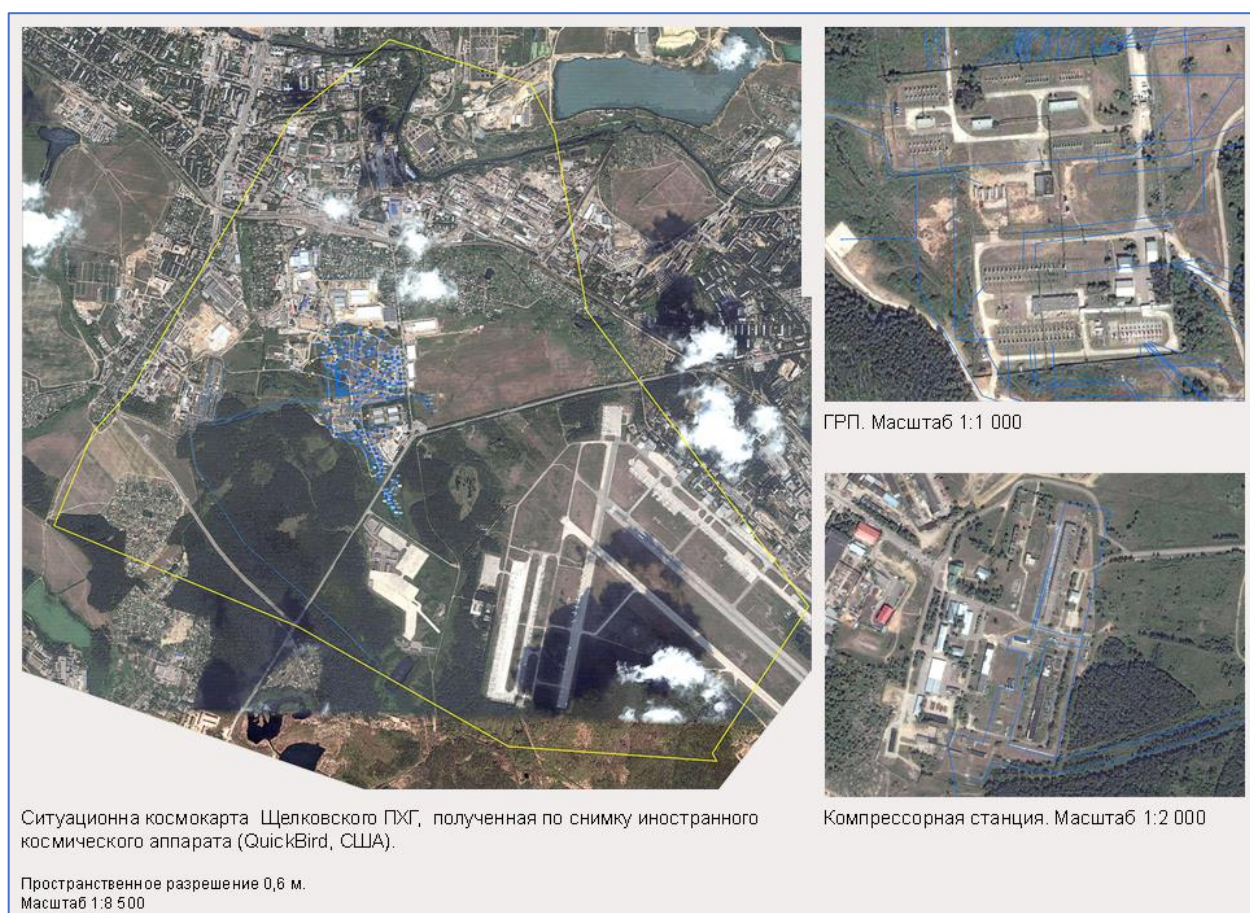 ГРП. Масштаб 1:1 000
Ситуационна космокарта Щелковского ПХГ, полученная по снимку иностранного
космического аппарата (QuickBird, США).
Пространственное разрешение 0,6 м.
Масштаб 1:8 500
Компрессорная станция. Масштаб 1:2 000